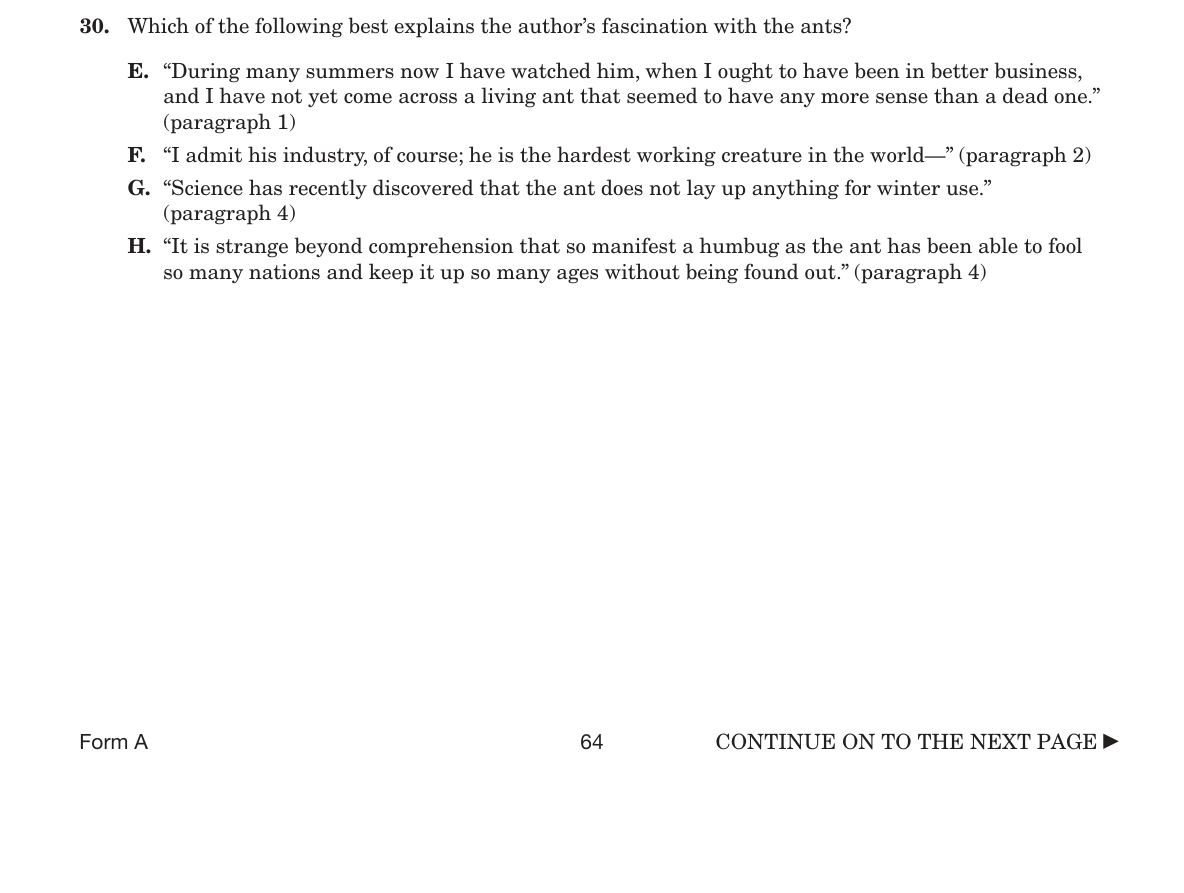 30. Which of the following best explains the author’s fascination with the ants?
E. “During many summers now I have watched him, when I ought to have been in better business,
and I have not yet come across a living ant that seemed to have any more sense than a dead one.”
(paragraph 1)
F. “I admit his industry, of course; he is the hardest working creature in the world—” (paragraph 2)
G. “Science has recently discovered that the ant does not lay up anything for winter use.”
(paragraph 4)
H. “It is strange beyond comprehension that so manifest a humbug as the ant has been able to fool
so many nations and keep it up so many ages without being found out.” (paragraph 4)
Form A 64 CONTINUE ON TO THE NEXT PAGE ►